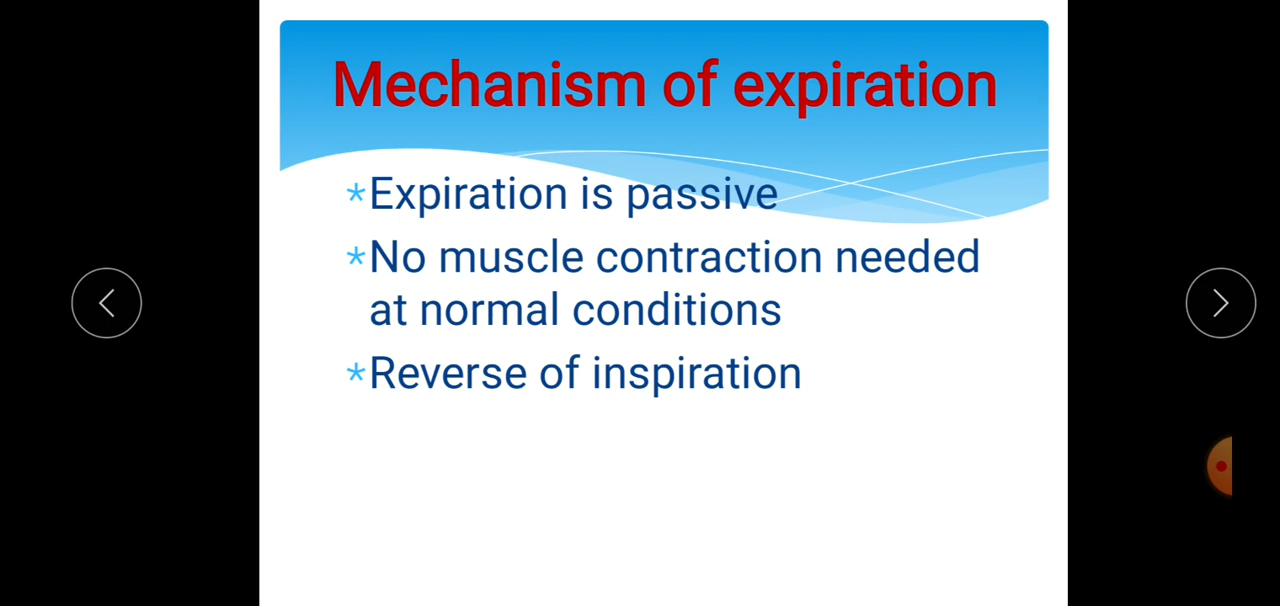 Mechanism of expiration
*Expiration is passive
*No muscle contraction needed
at normal conditions
*Reverse of inspiration